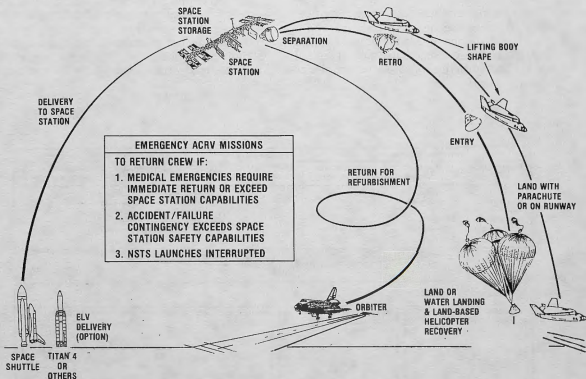 SPACE
STATION
STORAGE
SEPARATION
SPACE
STATION
RETRO
LIFTING BODY
SHAPE
DELIVERY
TO SPACE
STATION
ENTRY
EMERGENCY ACRV MISSIONS
TO RETURN CREW IF:
1. MEDICAL EMERGENCIES REQUIRE
IMMEDIATE RETURN OR EXCEED
SPACE STATION CAPABILITIES
2. ACCIDENT/FAILURE
CONTINGENCY EXCEEDS SPACE
STATION SAFETY CAPABILITIES
3. NSTS LAUNCHES INTERRUPTED
RETURN FOR
REFURBISHMENT
LAND WITH
PARACHUTE
OR ON RUNWAY
ELV
DELIVERY
(OPTION)
SPACE
SHUTTLE
TITAN 4
OR
OTHERS
ORBITER
LAND OR
WATER LANDING
& LAND-BASED
HELICOPTER
RECOVERY